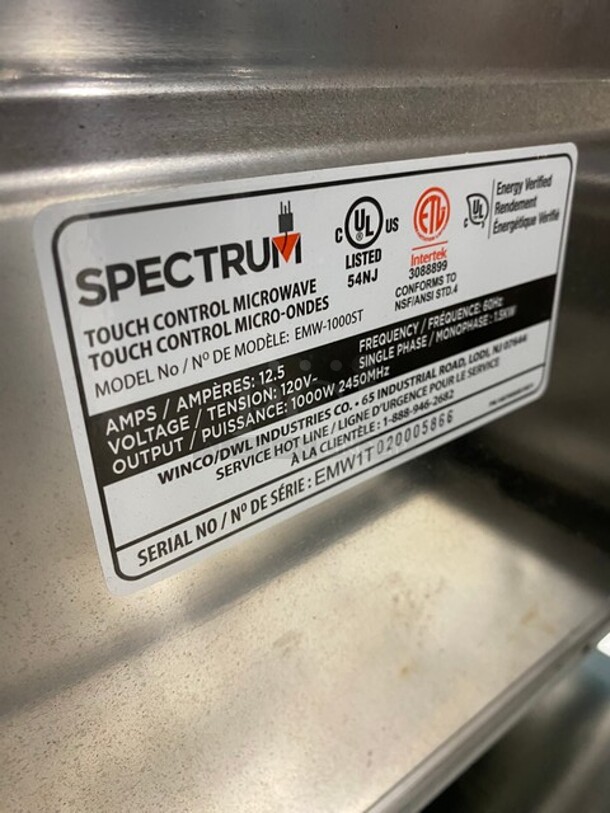 SPECTRUM
C UL US
LISTED
54NJ
ETL
Intertek
3088899
CONFORMS TO
NSF/ANSI STD.4
C UL
Energy Verified
Rendement
Énergétique Vérifié
TOUCH CONTROL MICROWAVE
TOUCH CONTROL MICRO-ONDES
MODEL No / Nº DE MODÈLE: EMW-1000ST
AMPS / AMPÈRES: 12.5
FREQUENCY / FRÉQUENCE: 60Hz
VOLTAGE / TENSION: 120V~
SINGLE PHASE / MONOPHASE: 1.5KW
OUTPUT / PUISSANCE: 1000W 2450MHz
WINCO/DWL INDUSTRIES CO. • 65 INDUSTRIAL ROAD, LODI, NJ 07644
SERVICE HOT LINE / LIGNE D'URGENCE POUR LE SERVICE
À LA CLIENTÈLE: 1-888-946-2682
SERIAL NO / Nº DE SÉRIE: EMW1T020005866